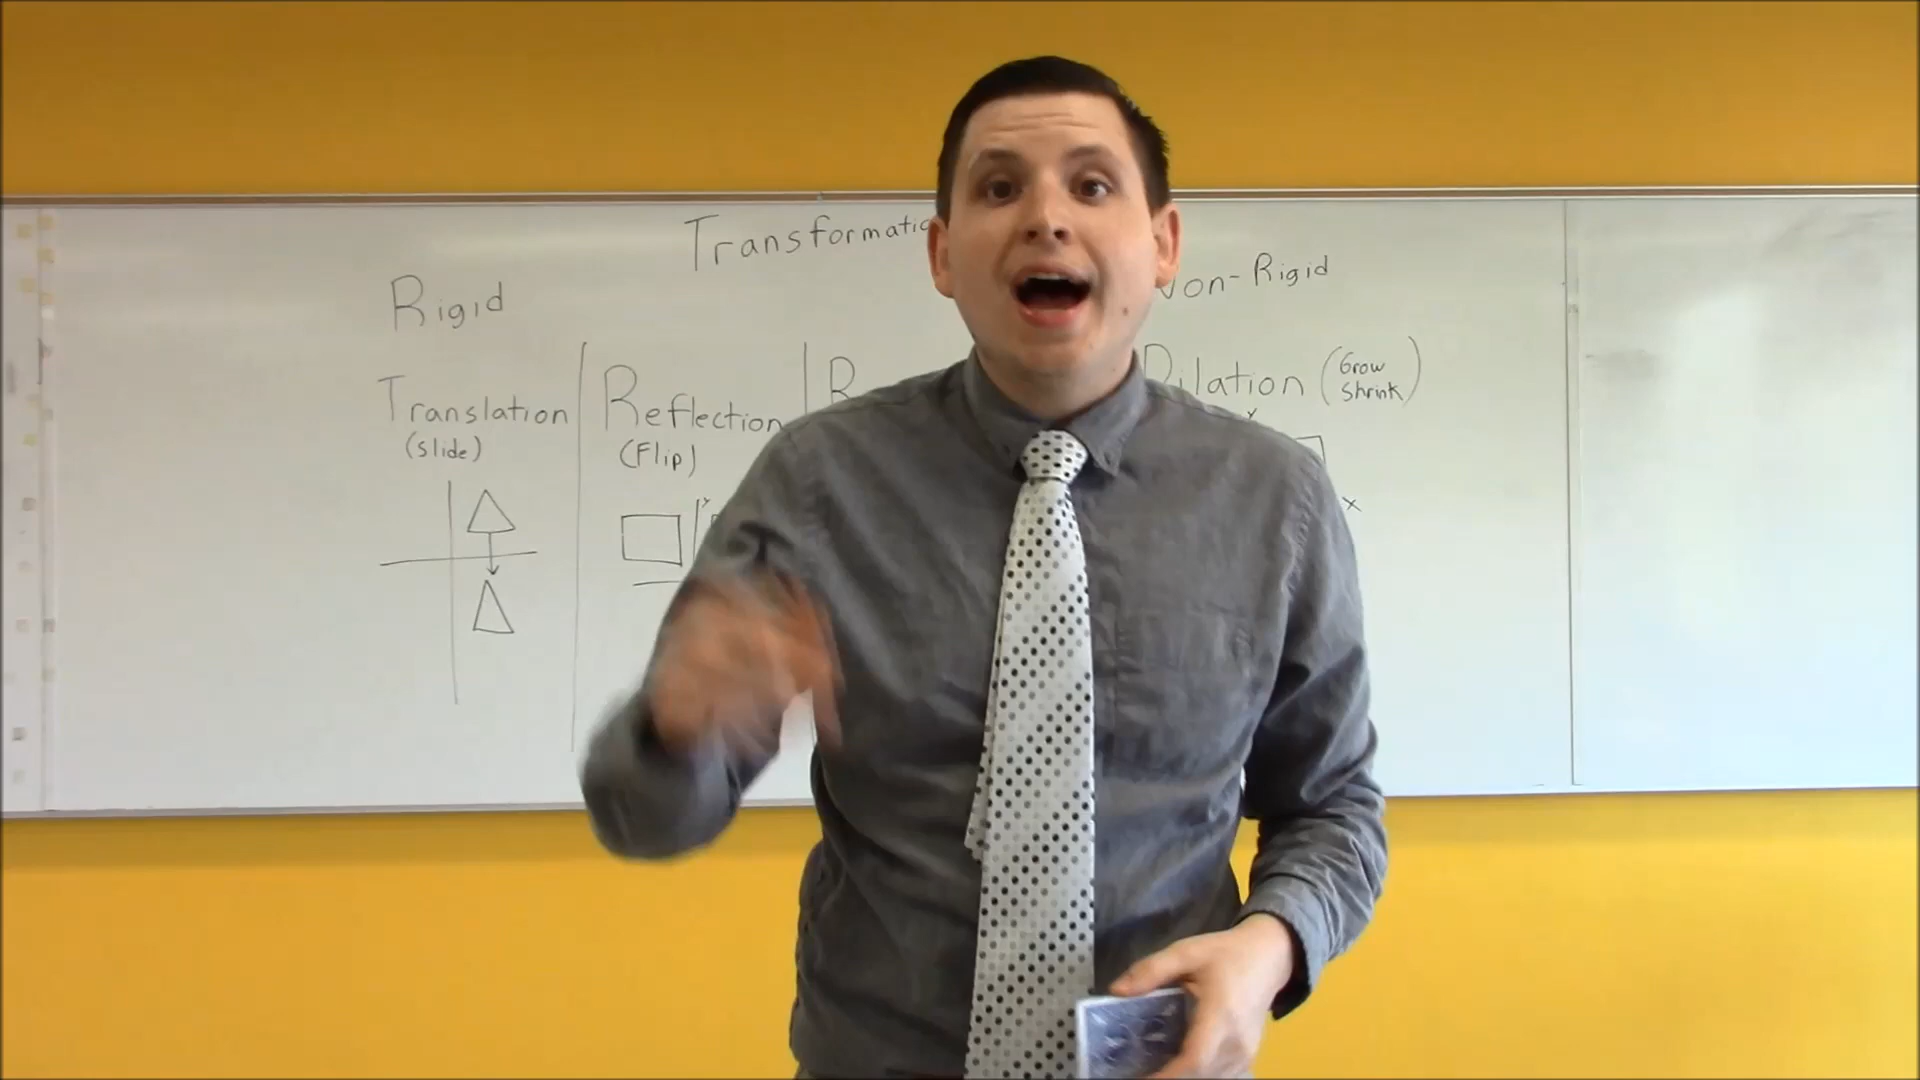 Transformatio
Rigid
Non-Rigid
Translation
(Slide)
Reflection
(Flip)
R
Dilation (Grow
Shrink)
y
y
x